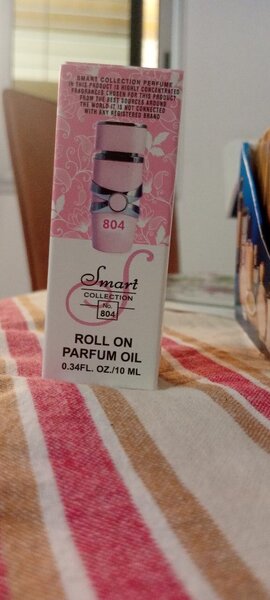 SMART COLLECTION PERFUME
IN THIS PRODUCT IS HIGHLY CONCENTRATED
FRAGRANCES CHOSEN FOR THIS PRODUCT
FROM THE BEST SOURCES AROUND
THE WORLD IT IS NOT CONNECTED
WITH ANY REGISTERED BRAND
804
Smart
COLLECTION
No.
804
ROLL ON
PARFUM OIL
0.34FL. OZ./10 ML